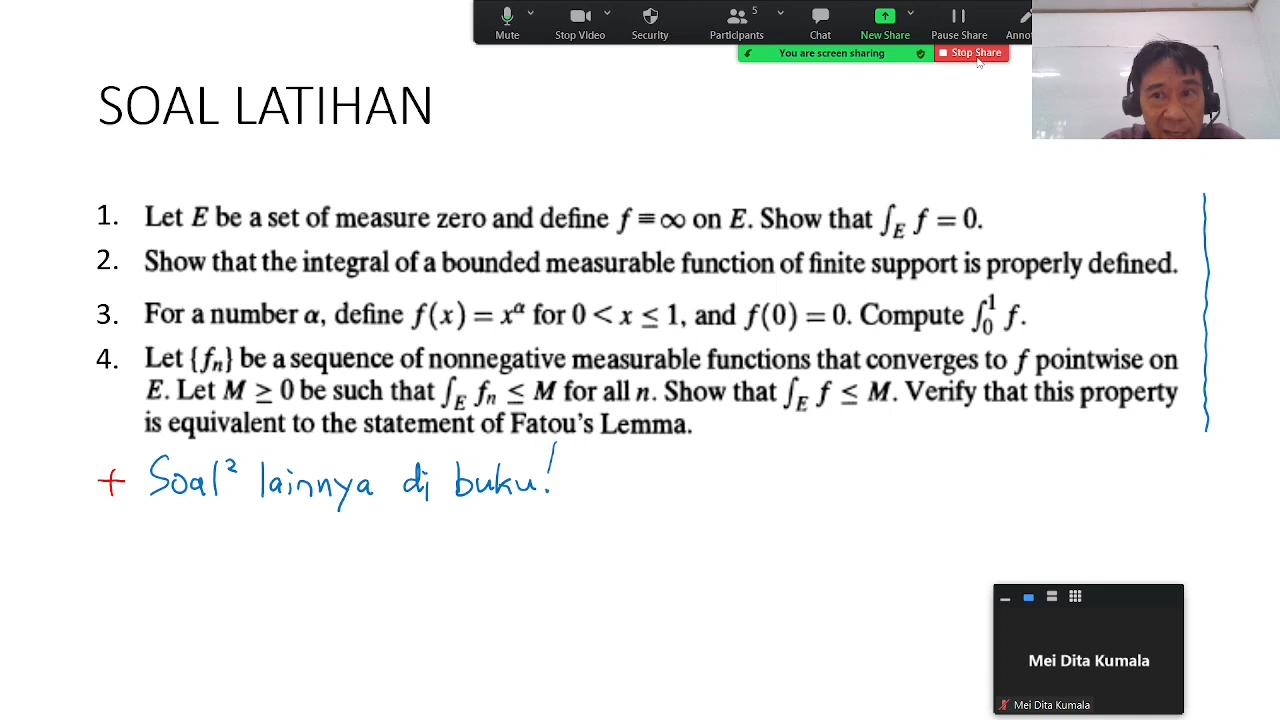 5
Mute
Stop Video
Security
Participants
Chat
New Share
Pause Share
You are screen sharing
Stop Share
SOAL LATIHAN
1. Let E be a set of measure zero and define f ≡ ∞ on E. Show that ∫_E f = 0.
2. Show that the integral of a bounded measurable function of finite support is properly defined.
3. For a number α, define f(x) = x^α for 0 < x ≤ 1, and f(0) = 0. Compute ∫_0^1 f.
4. Let {f_n} be a sequence of nonnegative measurable functions that converges to f pointwise on
E. Let M ≥ 0 be such that ∫_E f_n ≤ M for all n. Show that ∫_E f ≤ M. Verify that this property
is equivalent to the statement of Fatou's Lemma.
+ Soal² lainnya di buku!
Mei Dita Kumala
Mei Dita Kumala